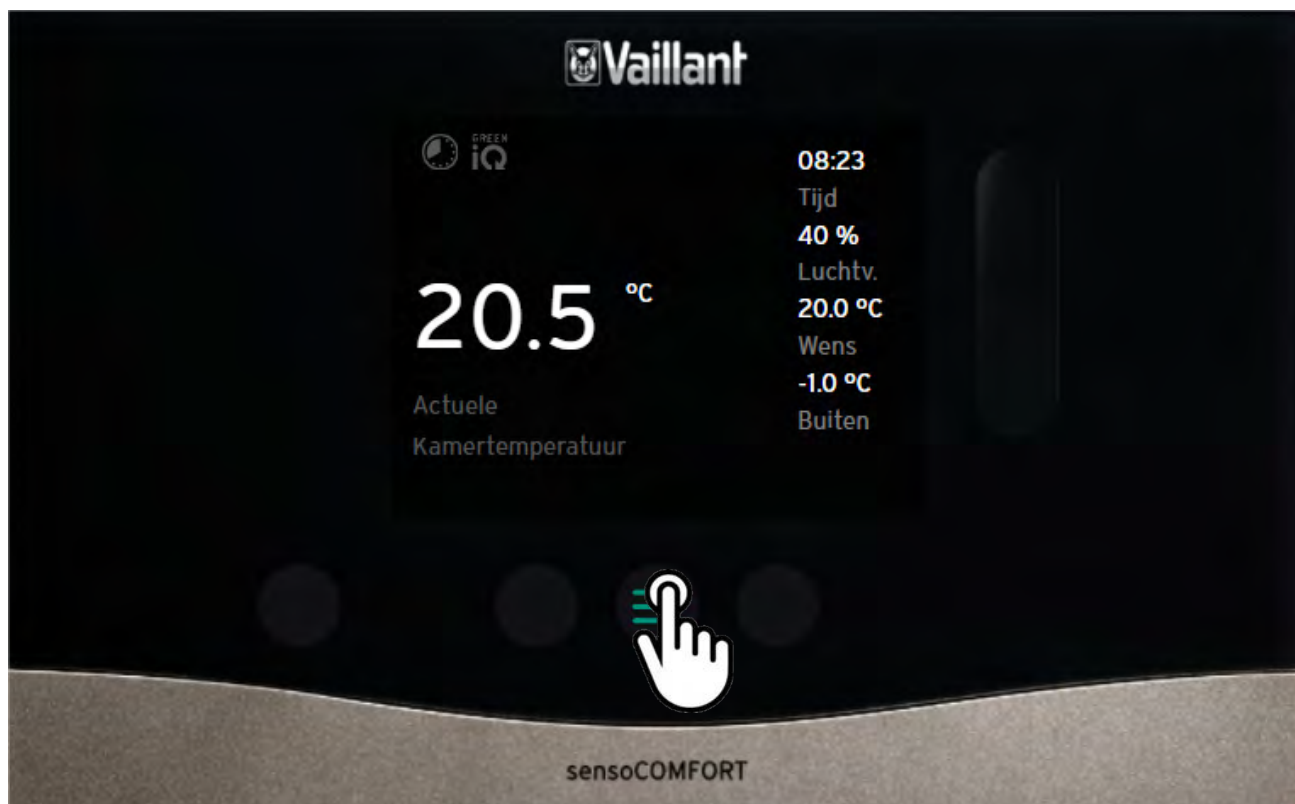 Vaillant
GREEN
iQ
08:23
Tijd
40 %
Luchtv.
20.0 °C
Wens
-1.0 °C
Buiten
20.5 °C
Actuele
Kamertemperatuur
sensoCOMFORT